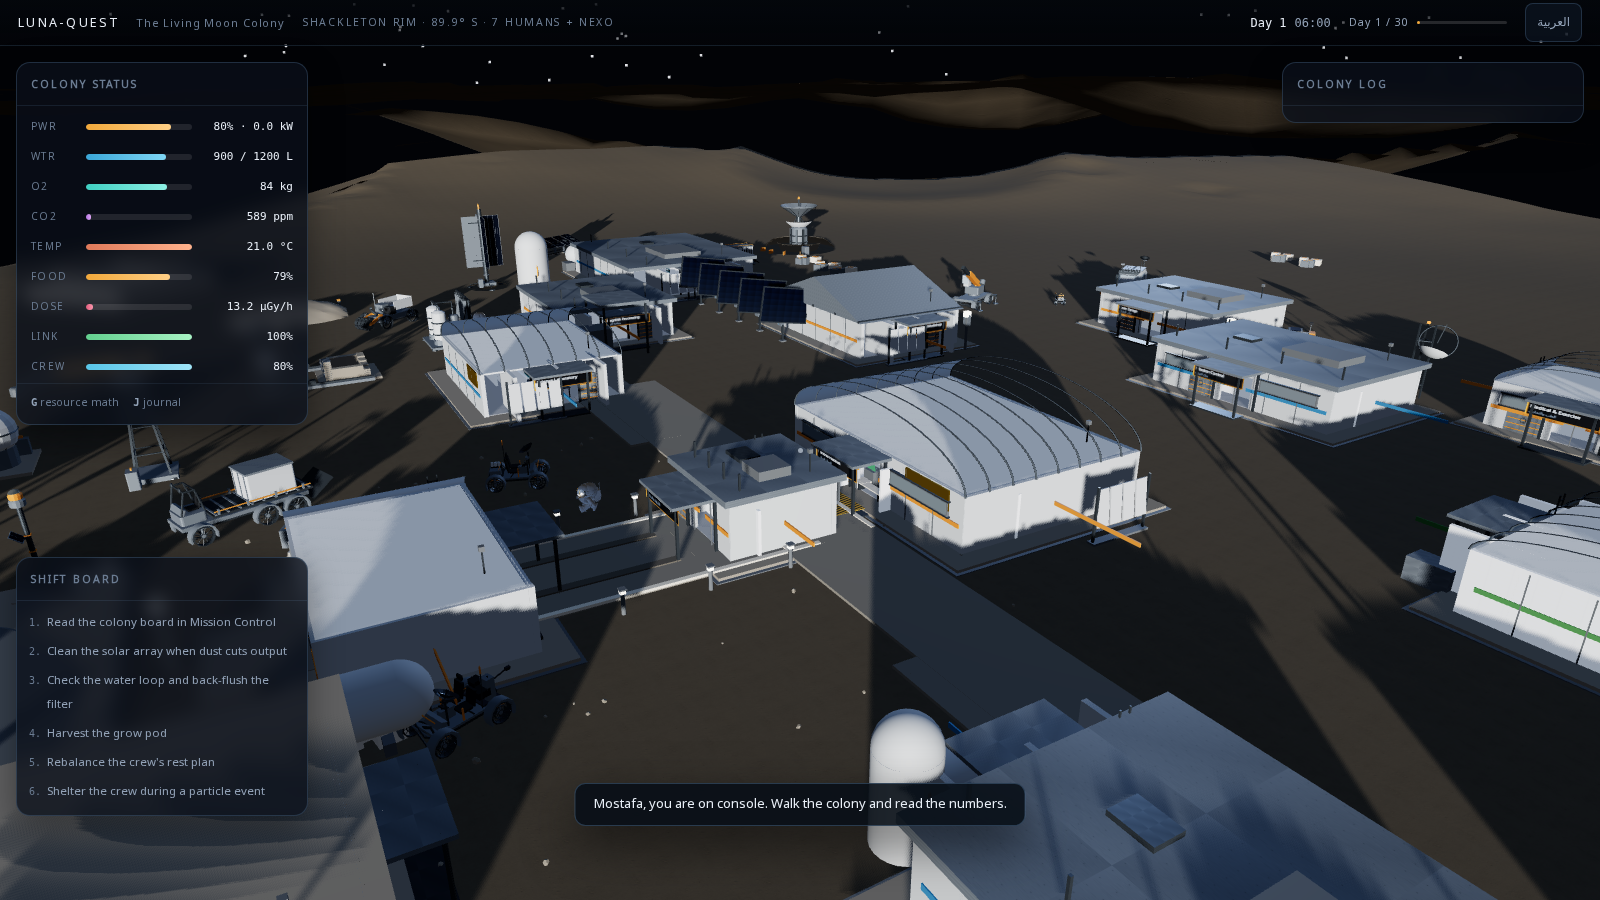 LUNA-QUEST The Living Moon Colony SHACKLETON RIM · 89.9° S · 7 HUMANS + NEXO Day 1 06:00 Day 1 / 30 العربية
COLONY STATUS
PWR 80% · 0.0 kW
WTR 900 / 1200 L
O2 84 kg
CO2 589 ppm
TEMP 21.0 °C
FOOD 79%
DOSE 13.2 µGy/h
LINK 100%
CREW 80%
G resource math J journal
COLONY LOG
SHIFT BOARD
1. Read the colony board in Mission Control
2. Clean the solar array when dust cuts output
3. Check the water loop and back-flush the
filter
4. Harvest the grow pod
5. Rebalance the crew's rest plan
6. Shelter the crew during a particle event
Mostafa, you are on console. Walk the colony and read the numbers.